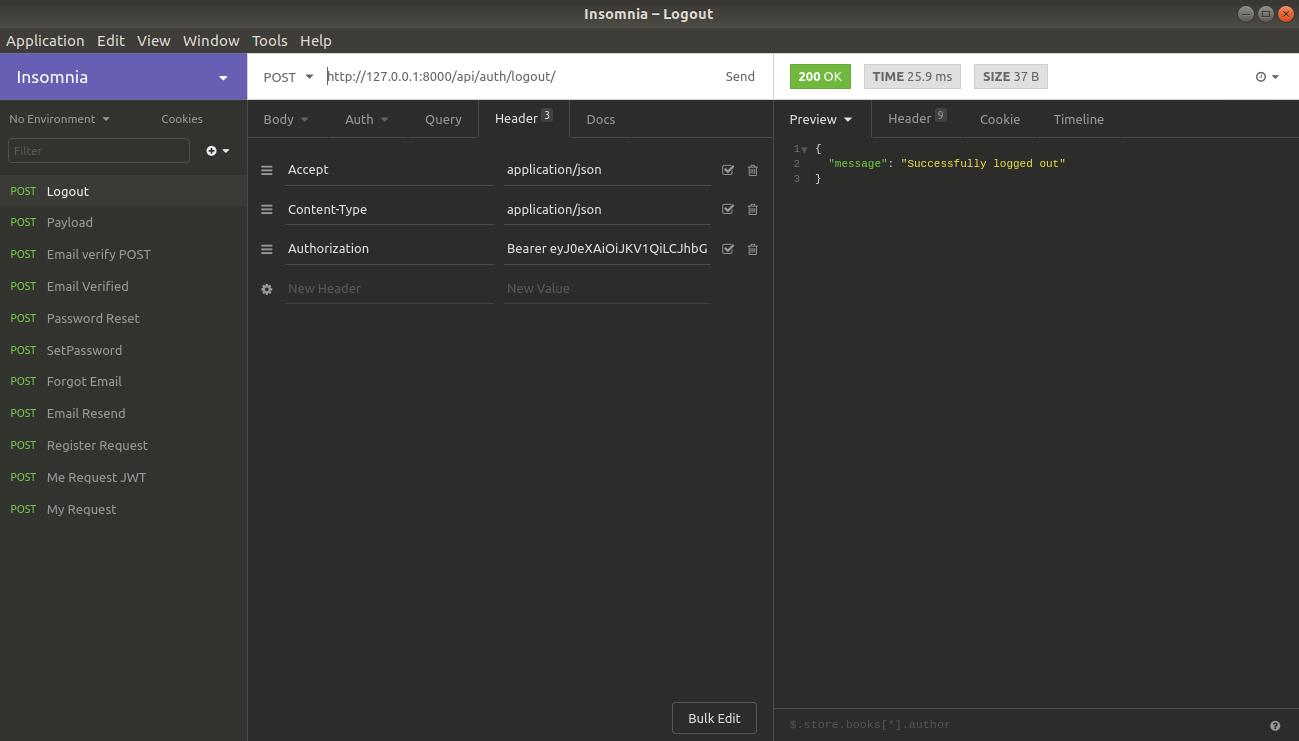 Insomnia – Logout
Application Edit View Window Tools Help
Insomnia
POST http://127.0.0.1:8000/api/auth/logout/ Send
200 OK TIME 25.9 ms SIZE 37 B
No Environment Cookies
Body Auth Query Header 3 Docs
Preview Header 9 Cookie Timeline
Filter
POST Logout
POST Payload
POST Email verify POST
POST Email Verified
POST Password Reset
POST SetPassword
POST Forgot Email
POST Email Resend
POST Register Request
POST Me Request JWT
POST My Request
Accept application/json
Content-Type application/json
Authorization Bearer eyJ0eXAiOiJKV1QiLCJhbG
New Header New Value
Bulk Edit
1 {
2 "message": "Successfully logged out"
3 }
$.store.books[*].author